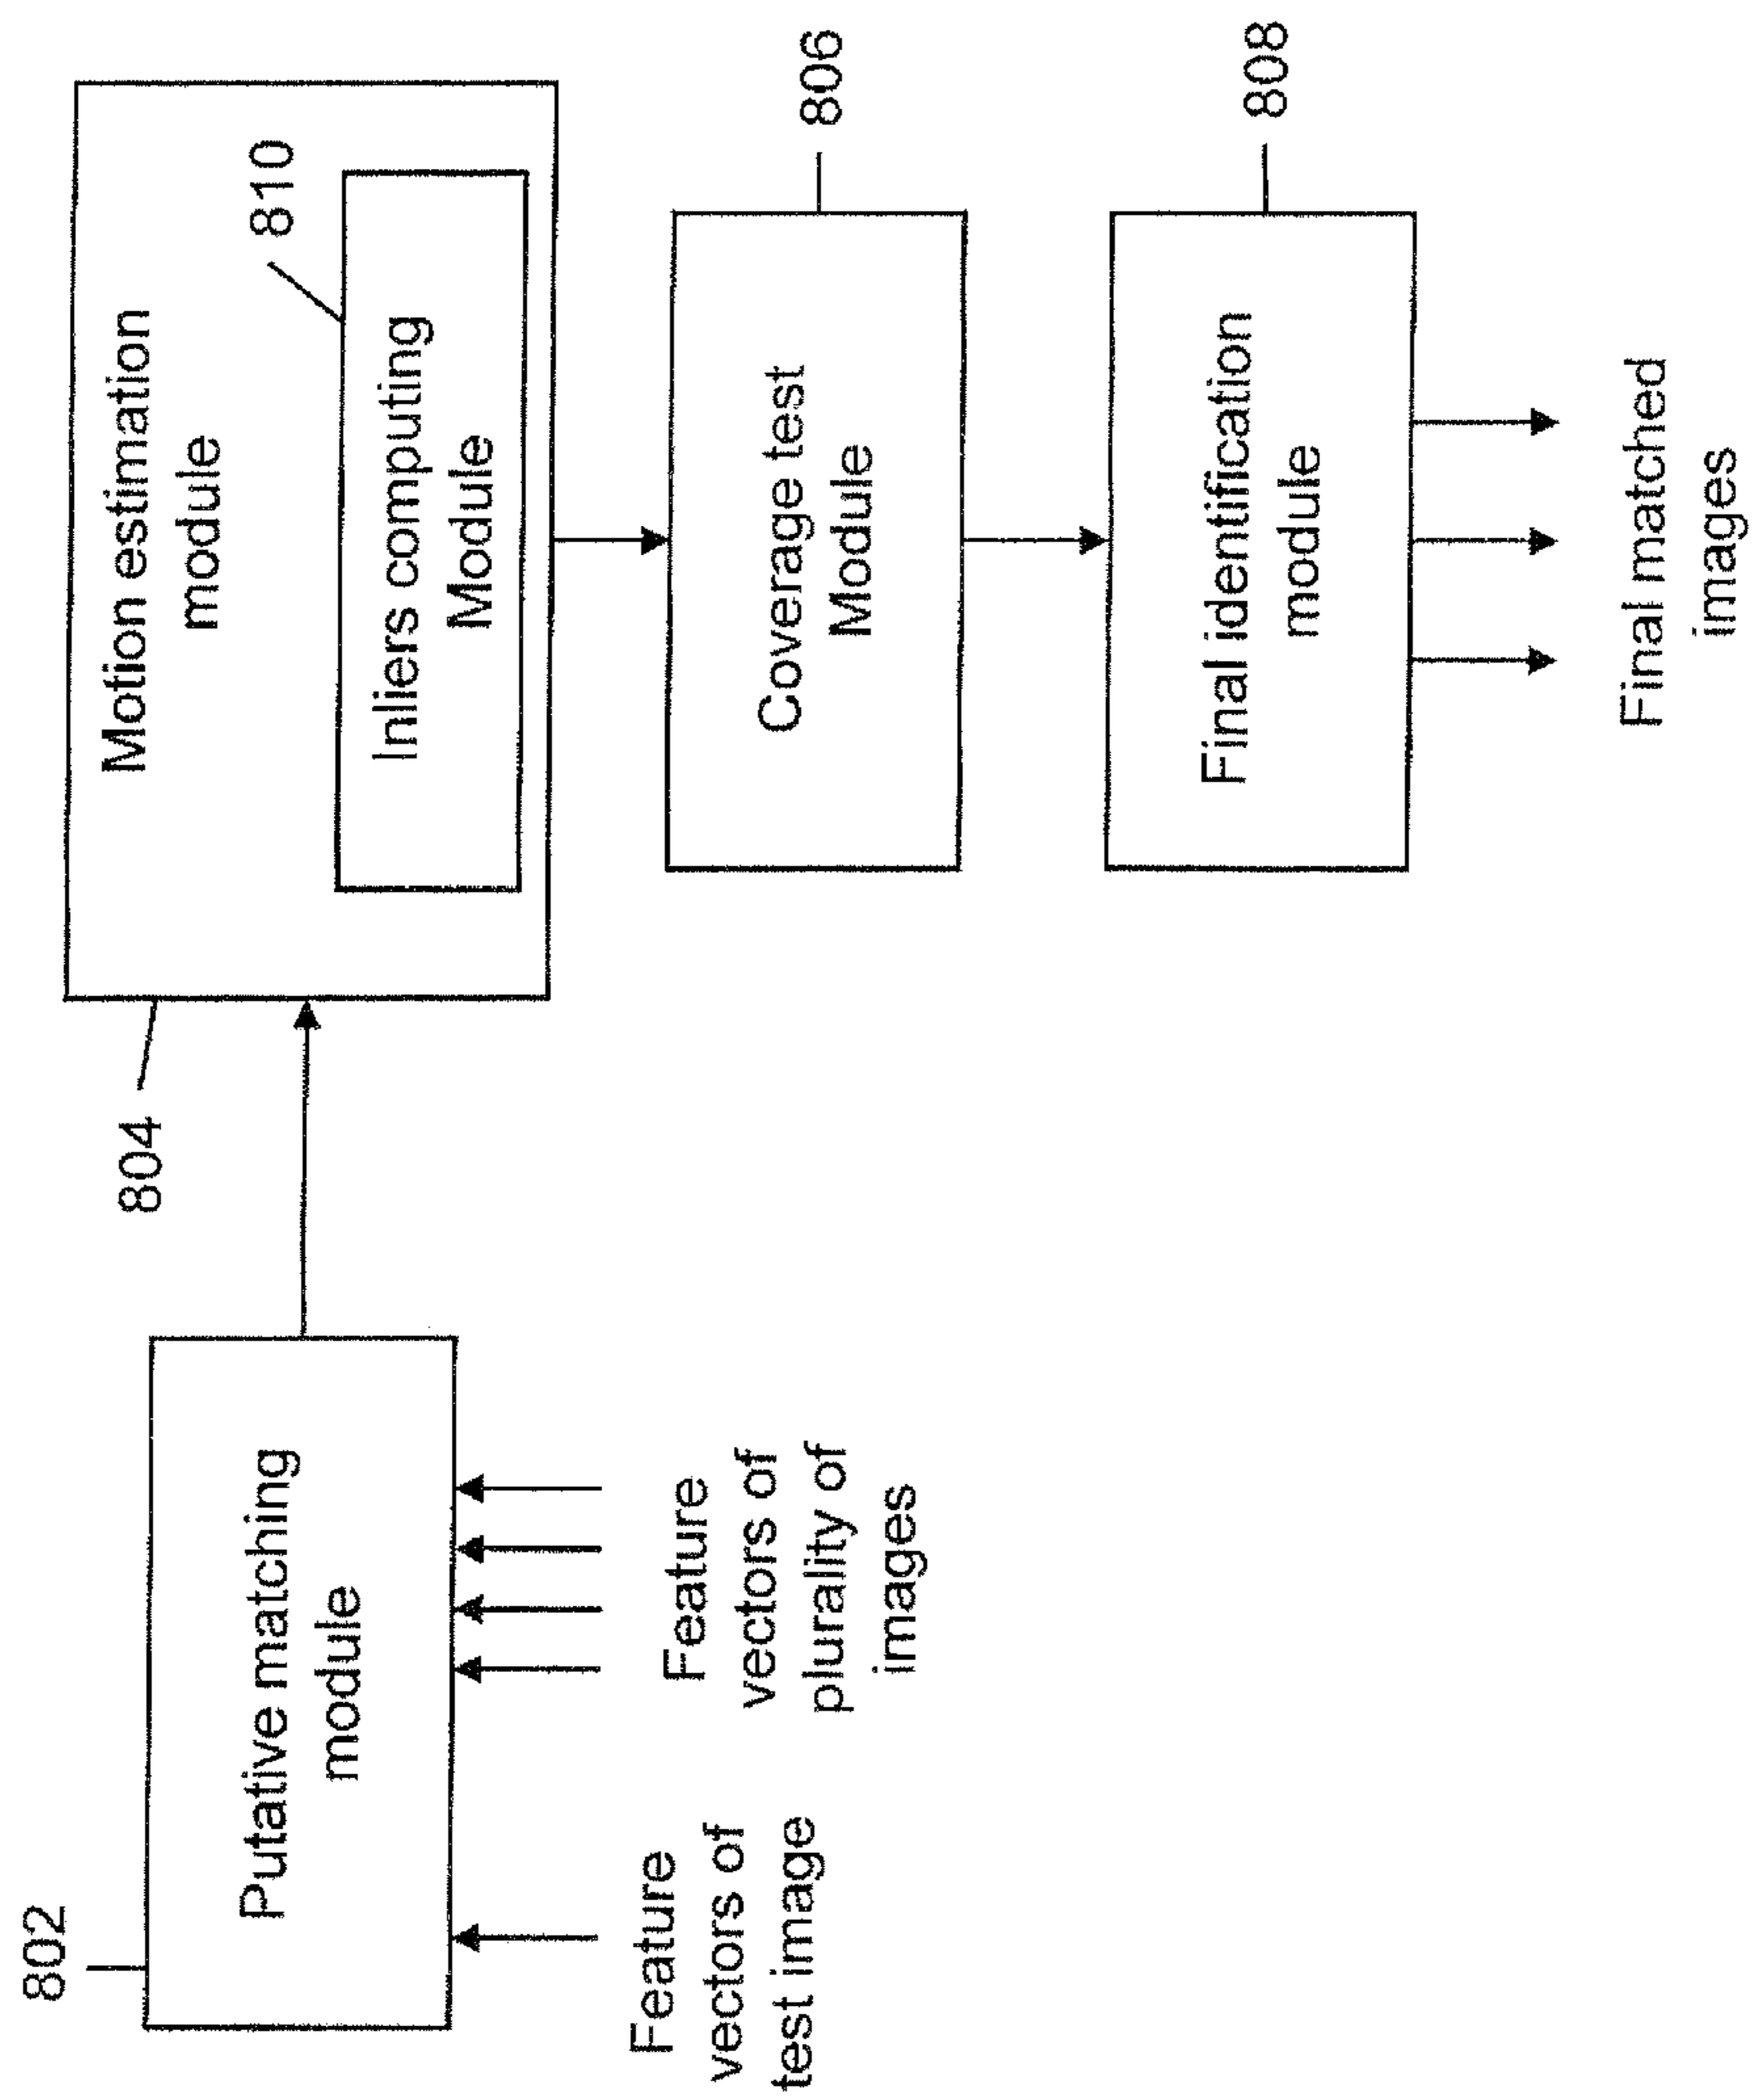 802
Putative matching
module
Feature
vectors of
test image
Feature
vectors of
plurality of
images
804
Motion estimation
module
810
Inliers computing
Module
Coverage test
Module
806
Final identification
module
808
Final matched
images